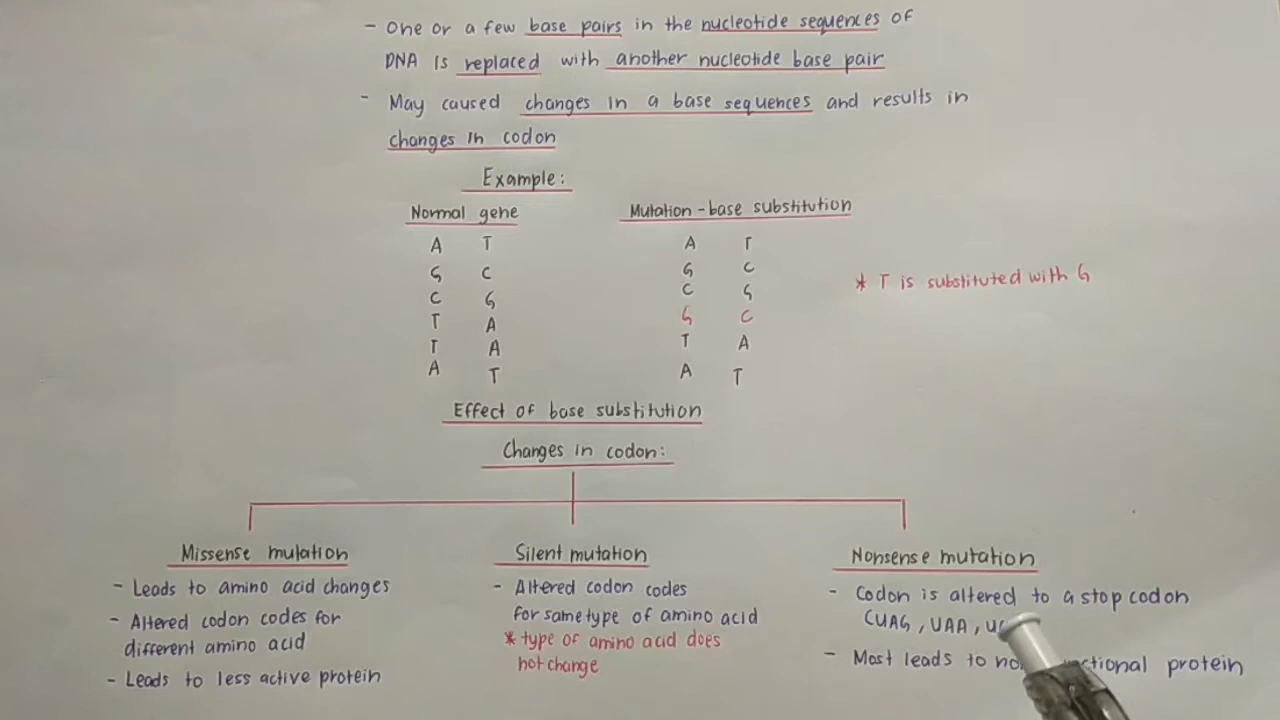 - One or a few base pairs in the nucleotide sequences of
DNA is replaced with another nucleotide base pair
- May caused changes in a base sequences and results in
changes in codon
Example:
Normal gene
A T
G C
C G
T A
T A
A T
Mutation-base substitution
A T
G C
C G
G C
T A
A T
* T is substituted with G
Effect of base substitution
Changes in codon:
Missense mutation
- Leads to amino acid changes
- Altered codon codes for
different amino acid
- Leads to less active protein
Silent mutation
- Altered codon codes
for same type of amino acid
* type of amino acid does
not change
Nonsense mutation
- Codon is altered to a stop codon
(UAG, UAA,
- Most leads to protein